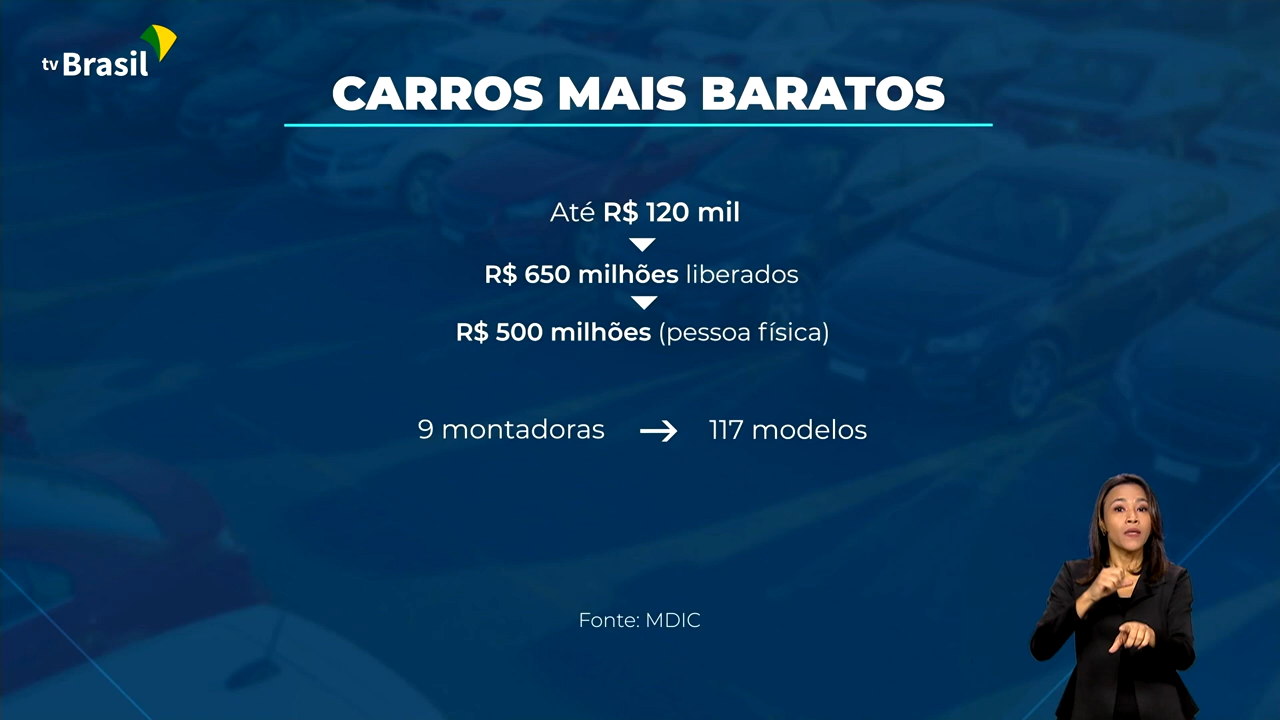 tv Brasil
CARROS MAIS BARATOS
Até R$ 120 mil
R$ 650 milhões liberados
R$ 500 milhões (pessoa física)
9 montadoras → 117 modelos
Fonte: MDIC